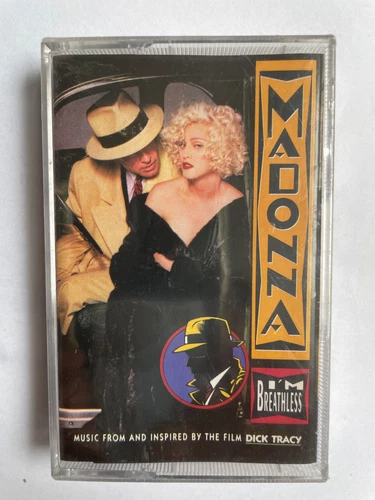 MADONNA
I'M
BREATHLESS
MUSIC FROM AND INSPIRED BY THE FILM DICK TRACY